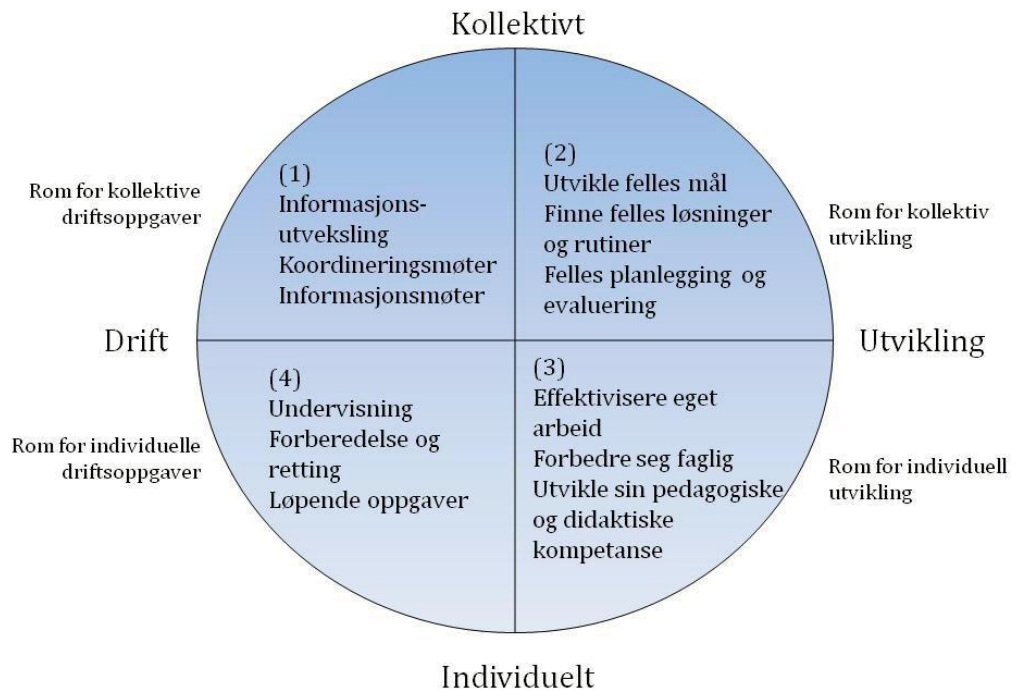 Kollektivt
Rom for kollektive
driftsoppgaver
(1)
Informasjons-
utveksling
Koordineringsmøter
Informasjonsmøter
(2)
Utvikle felles mål
Finne felles løsninger
og rutiner
Felles planlegging og
evaluering
Rom for kollektiv
utvikling
Drift
Utvikling
Rom for individuelle
driftsoppgaver
(4)
Undervisning
Forberedelse og
retting
Løpende oppgaver
(3)
Effektivisere eget
arbeid
Forbedre seg faglig
Utvikle sin pedagogiske
og didaktiske
kompetanse
Rom for individuell
utvikling
Individuelt